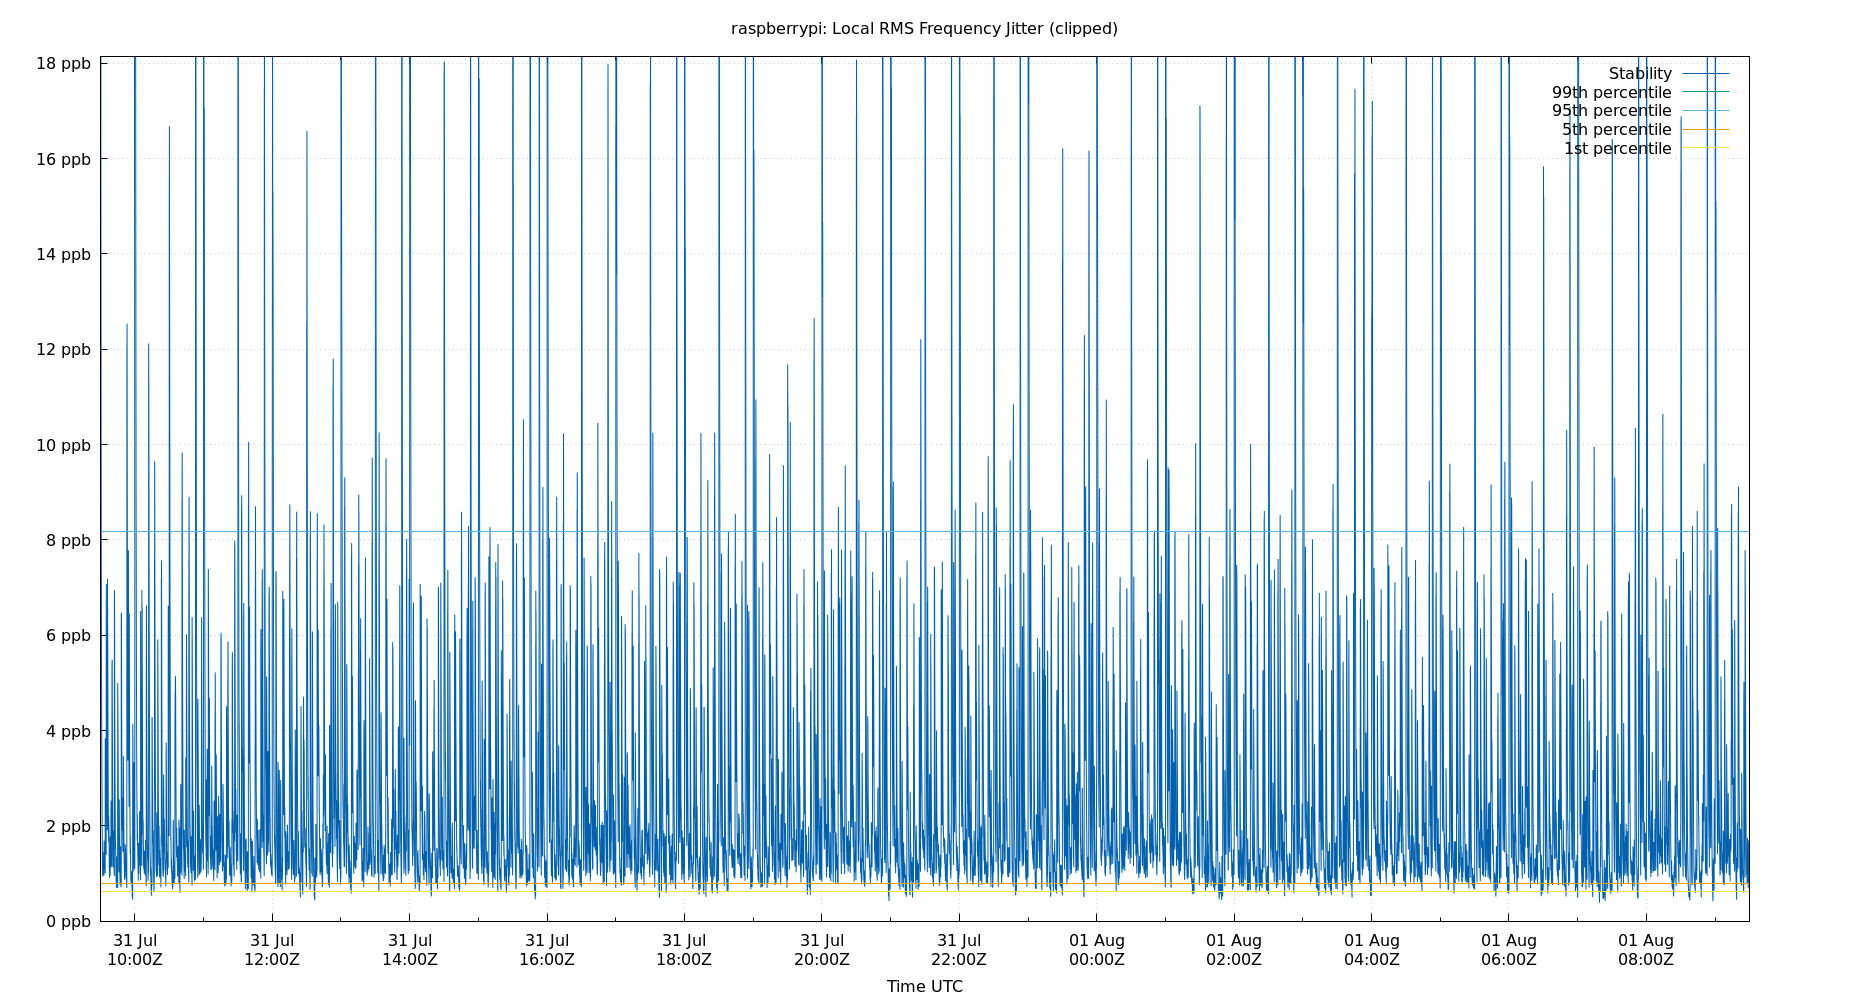 raspberrypi: Local RMS Frequency Jitter (clipped)
18 ppb
16 ppb
14 ppb
12 ppb
10 ppb
8 ppb
6 ppb
4 ppb
2 ppb
0 ppb
Stability
99th percentile
95th percentile
5th percentile
1st percentile
31 Jul 31 Jul 31 Jul 31 Jul 31 Jul 31 Jul 31 Jul 01 Aug 01 Aug 01 Aug 01 Aug 01 Aug
10:00Z 12:00Z 14:00Z 16:00Z 18:00Z 20:00Z 22:00Z 00:00Z 02:00Z 04:00Z 06:00Z 08:00Z
Time UTC